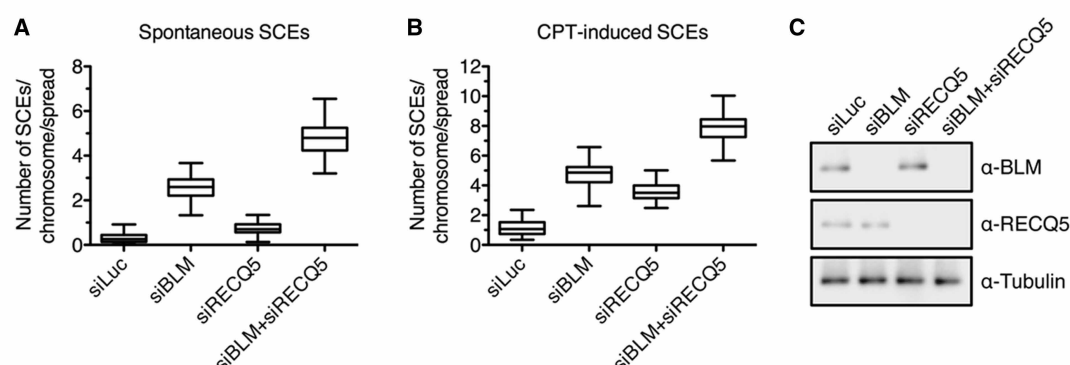 A
Spontaneous SCEs
Number of SCEs/
chromosome/spread
8
6
4
2
0
siLuc
siBLM
siRECQ5
siBLM+siRECQ5
B
CPT-induced SCEs
Number of SCEs/
chromosome/spread
12
10
8
6
4
2
0
siLuc
siBLM
siRECQ5
siBLM+siRECQ5
C
siLuc
siBLM
siRECQ5
siBLM+siRECQ5
α-BLM
α-RECQ5
α-Tubulin